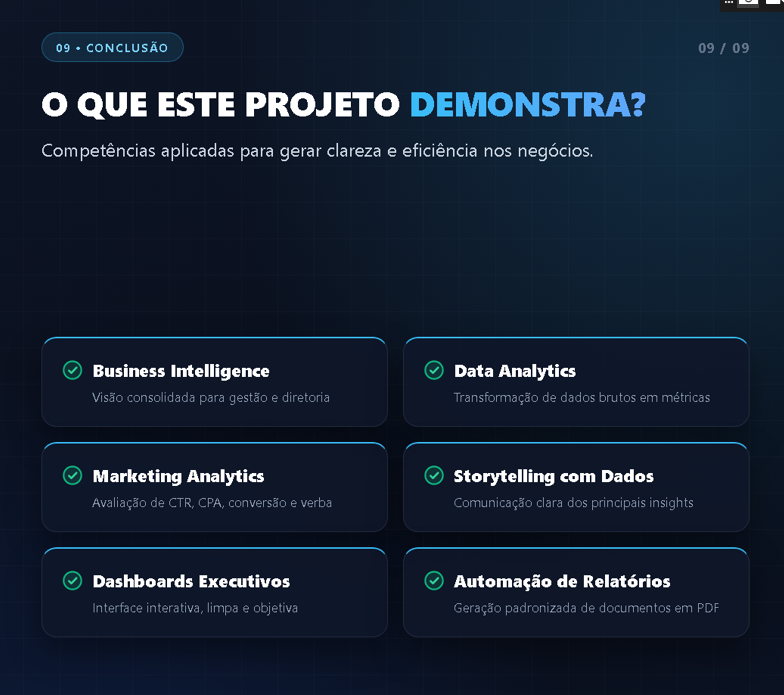 09 • CONCLUSÃO
09 / 09
O QUE ESTE PROJETO DEMONSTRA?
Competências aplicadas para gerar clareza e eficiência nos negócios.
Business Intelligence
Visão consolidada para gestão e diretoria
Data Analytics
Transformação de dados brutos em métricas
Marketing Analytics
Avaliação de CTR, CPA, conversão e verba
Storytelling com Dados
Comunicação clara dos principais insights
Dashboards Executivos
Interface interativa, limpa e objetiva
Automação de Relatórios
Geração padronizada de documentos em PDF